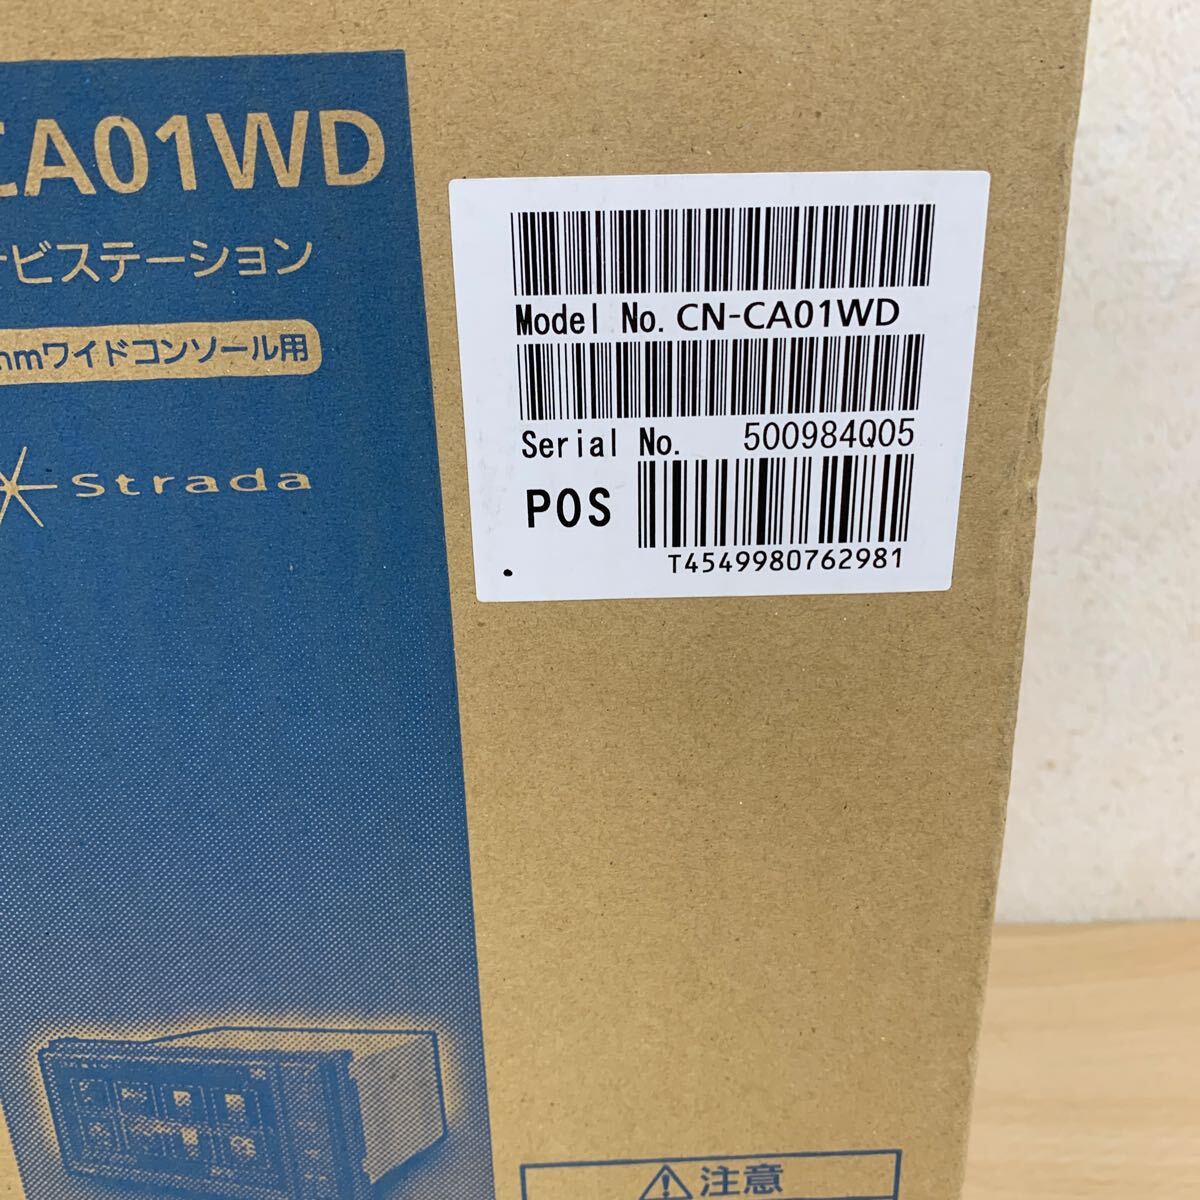 CA01WD
ナビステーション
mmワイドコンソール用
Strada
Model No. CN-CA01WD
Serial No. 500984Q05
POS
T4549980762981
注意